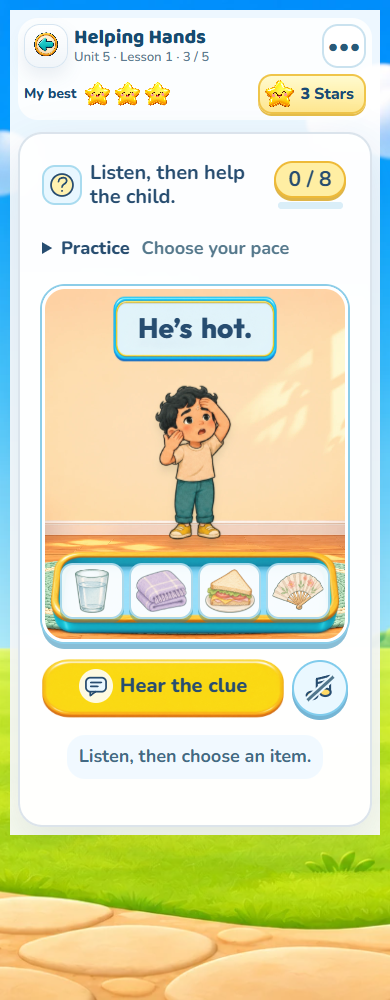 Helping Hands
Unit 5 · Lesson 1 · 3 / 5
My best
3 Stars
?
Listen, then help
the child.
0 / 8
Practice Choose your pace
He's hot.
Hear the clue
Listen, then choose an item.